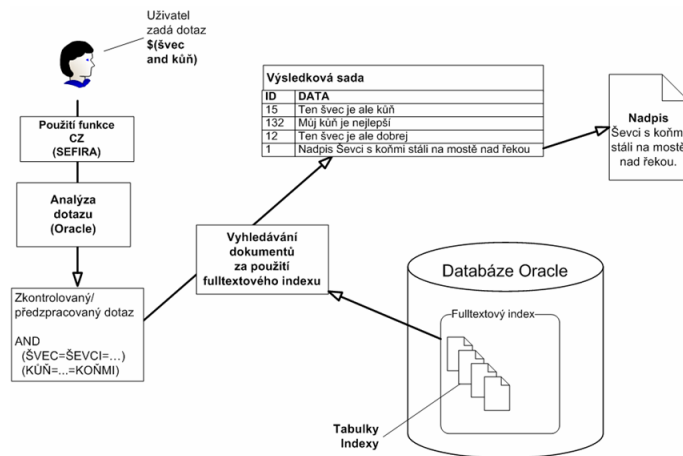 Uživatel
zadá dotaz
$(švec
and kůň)
Použití funkce
CZ
(SEFIRA)
Analýza
dotazu
(Oracle)
Zkontrolovaný/
předzpracovaný dotaz
AND
(ŠVEC=ŠEVCI=…)
(KŮŇ=...=KOŇMI)
Výsledková sada
ID DATA
15 Ten švec je ale kůň
132 Můj kůň je nejlepší
12 Ten švec je ale dobrej
1 Nadpis Ševci s koňmi stáli na mostě nad řekou
Nadpis
Ševci s koňmi
stáli na mostě
nad řekou.
Vyhledávání
dokumentů
za použití
fulltextového indexu
Databáze Oracle
Fulltextový index
Tabulky
Indexy